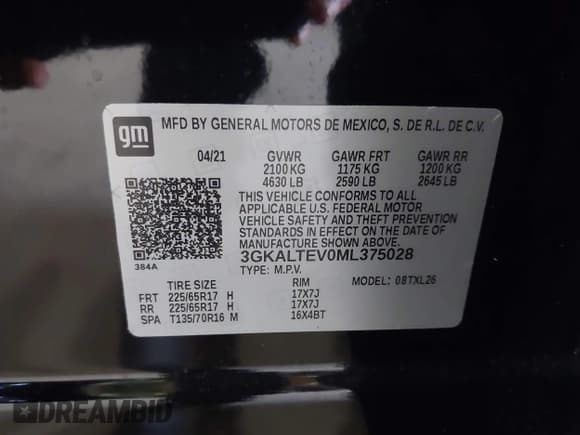 gm
MFD BY GENERAL MOTORS DE MEXICO, S. DE R.L. DE C.V.
04/21 GVWR GAWR FRT GAWR RR
2100 KG 1175 KG 1200 KG
4630 LB 2590 LB 2645 LB
THIS VEHICLE CONFORMS TO ALL
APPLICABLE U.S. FEDERAL MOTOR
VEHICLE SAFETY AND THEFT PREVENTION
STANDARDS IN EFFECT ON THE DATE OF
MANUFACTURE SHOWN ABOVE.
3GKALTEV0ML375028
384A
TYPE: M.P.V. MODEL: 08TXL26
TIRE SIZE RIM
FRT 225/65R17 H 17X7J
RR 225/65R17 H 17X7J
SPA T135/70R16 M 16X4BT
DREAMBID